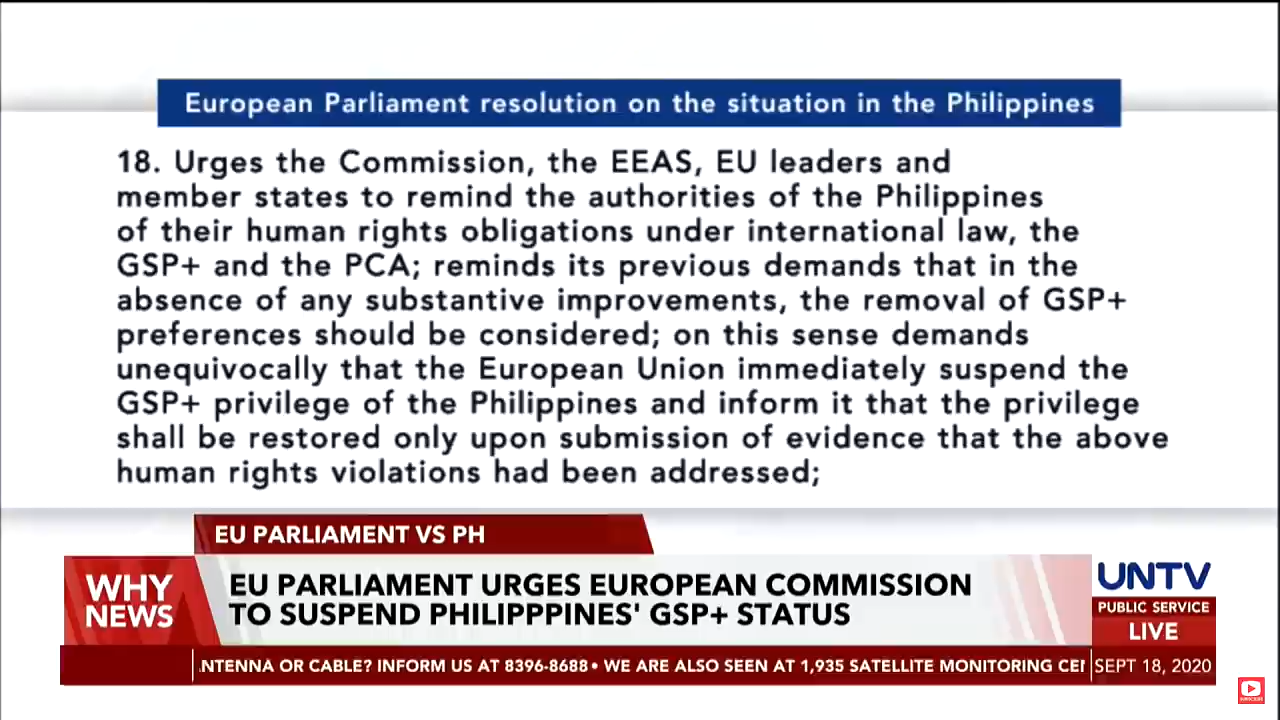 European Parliament resolution on the situation in the Philippines
18. Urges the Commission, the EEAS, EU leaders and
member states to remind the authorities of the Philippines
of their human rights obligations under international law, the
GSP+ and the PCA; reminds its previous demands that in the
absence of any substantive improvements, the removal of GSP+
preferences should be considered; on this sense demands
unequivocally that the European Union immediately suspend the
GSP+ privilege of the Philippines and inform it that the privilege
shall be restored only upon submission of evidence that the above
human rights violations had been addressed;
EU PARLIAMENT VS PH
WHY
NEWS
EU PARLIAMENT URGES EUROPEAN COMMISSION
TO SUSPEND PHILIPPPINES' GSP+ STATUS
UNTV
PUBLIC SERVICE
LIVE
NTENNA OR CABLE? INFORM US AT 8396-8688• WE ARE ALSO SEEN AT 1,935 SATELLITE MONITORING CE
SEPT 18, 2020